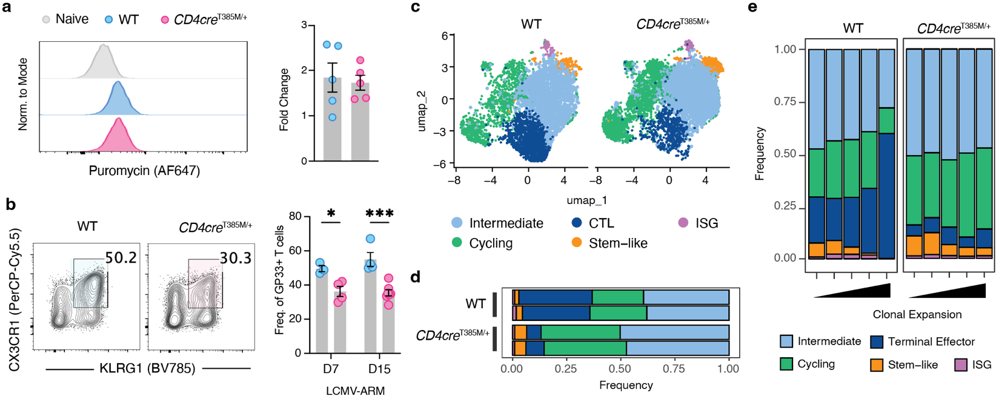 a
Naive WT CD4cre^T385M/+
Norm. to Mode
Puromycin (AF647)
Fold Change
3
2
1
0
b
WT CD4cre^T385M/+
50.2 30.3
CX3CR1 (PerCP-Cy5.5)
KLRG1 (BV785)
Freq. of GP33+ T cells
80
60
40
20
0
* ***
D7 D15
LCMV-ARM
c
WT CD4cre^T385M/+
umap_2
6
3
0
−3
−6
−8 −4 0 4 −8 −4 0 4
umap_1
Intermediate CTL ISG
Cycling Stem−like
d
WT
CD4cre^T385M/+
0.00 0.25 0.50 0.75 1.00
Frequency
e
WT CD4cre^T385M/+
Frequency
1.00
0.75
0.50
0.25
0.00
Clonal Expansion
Intermediate Terminal Effector
Cycling Stem−like ISG